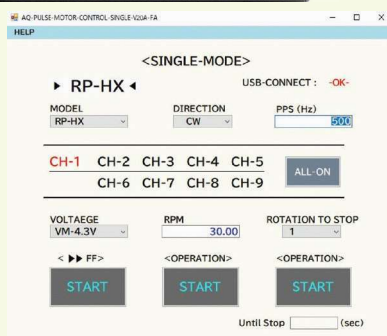 AQ-PULSE-MOTOR-CONTROL-SINGLE-V20A-FA
HELP
<SINGLE-MODE>
▶ RP-HX ◀
USB-CONNECT : -OK-
MODEL DIRECTION PPS (Hz)
RP-HX CW 500
CH-1 CH-2 CH-3 CH-4 CH-5
CH-6 CH-7 CH-8 CH-9
ALL-ON
VOLTAEGE RPM ROTATION TO STOP
VM-4.3V 30.00 1
< ▶▶ FF> <OPERATION> <OPERATION>
START START START
Until Stop (sec)